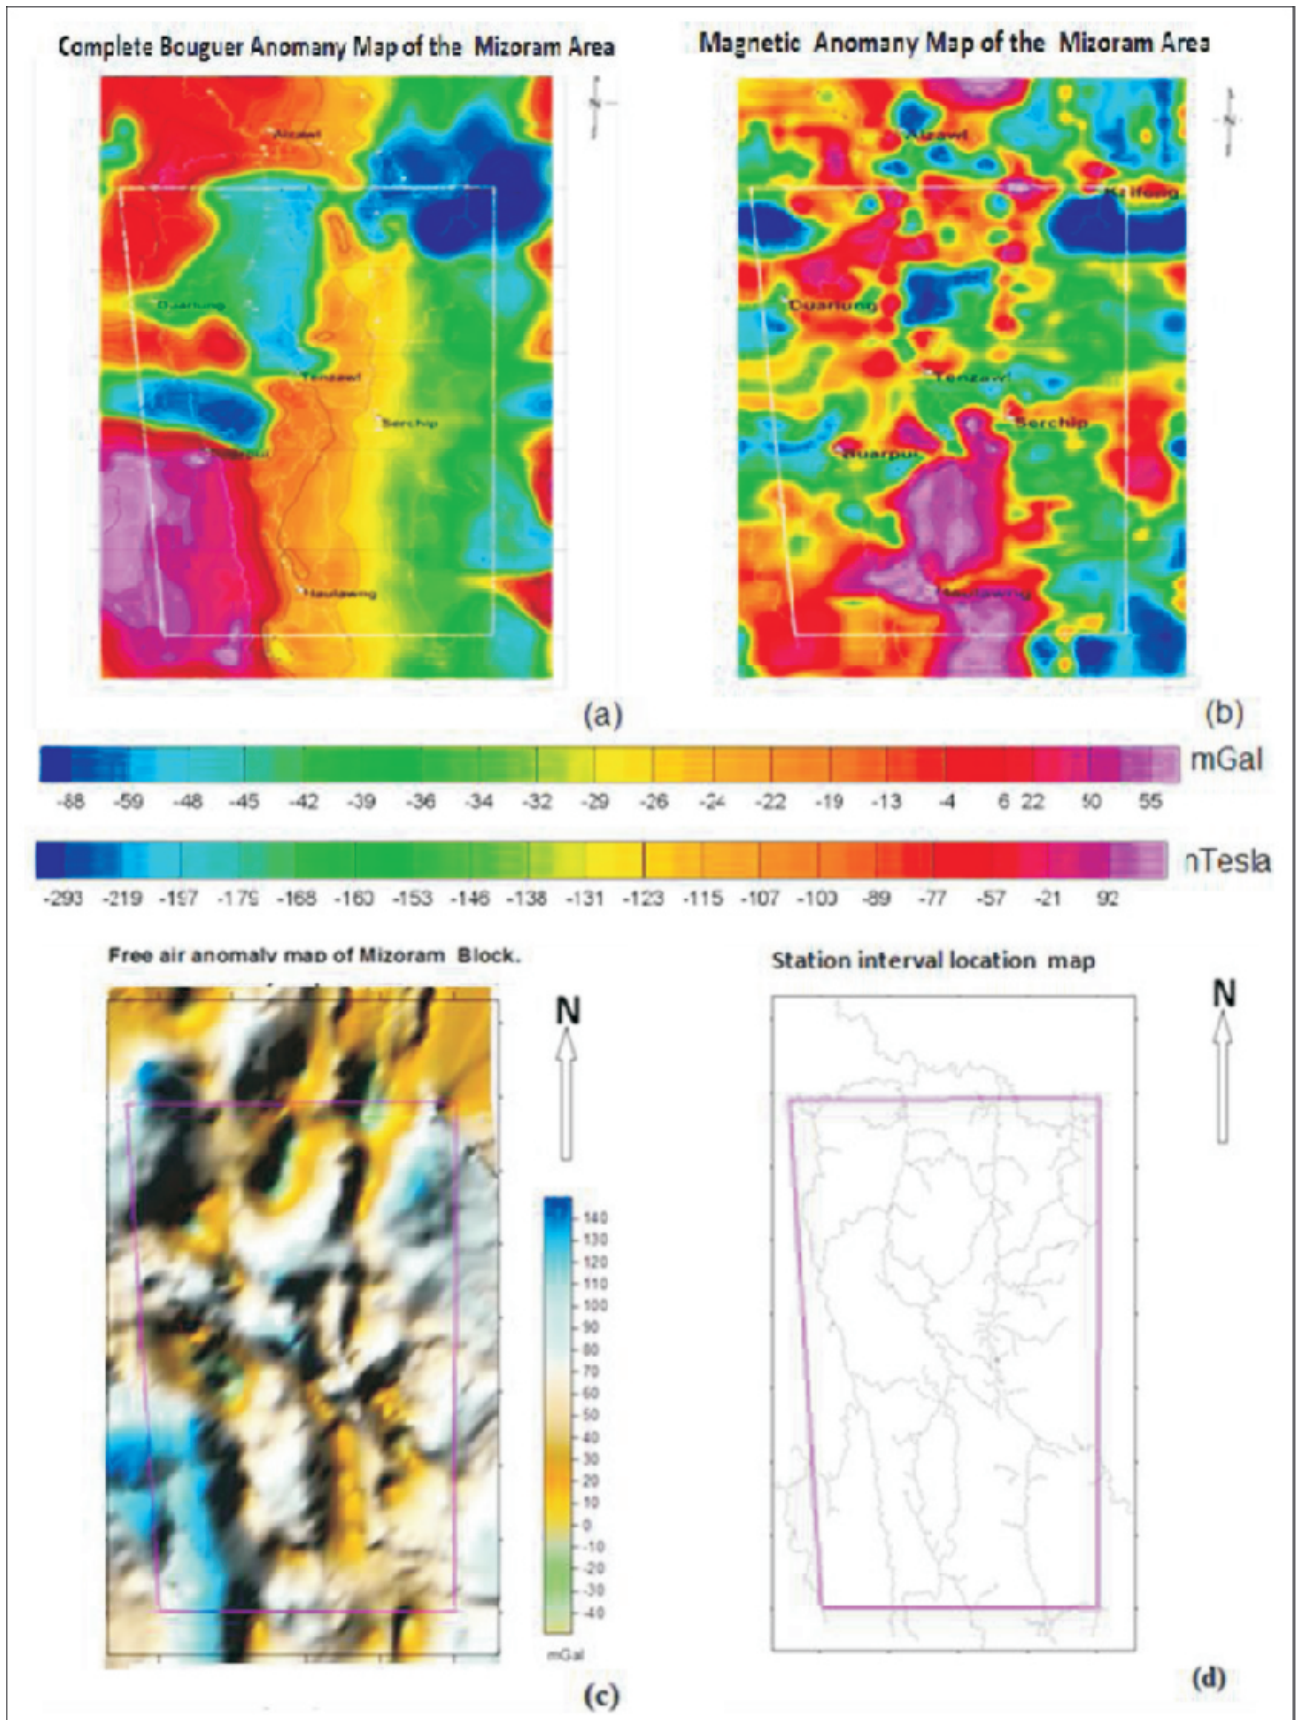 Complete Bouguer Anomany Map of the Mizoram Area
Magnetic Anomany Map of the Mizoram Area
Aizawl
Duarlung
Tenzawl
Serchip
Buarpui
Haulawng
(a)
Aizawl
Keifong
Duarlung
Tenzawl
Serchip
Buarpui
Haulawng
(b)
mGal
-88 -59 -48 -45 -42 -39 -36 -34 -32 -29 -26 -24 -22 -19 -13 -4 6 22 50 55
nTesla
-293 -219 -197 -179 -168 -160 -153 -146 -138 -131 -123 -115 -107 -100 -89 -77 -57 -21 92
Free air anomaly map of Mizoram Block.
N
140
130
110
100
90
80
70
60
50
40
30
20
10
0
-10
-20
-30
-40
mGal
(c)
Station interval location map
N
(d)